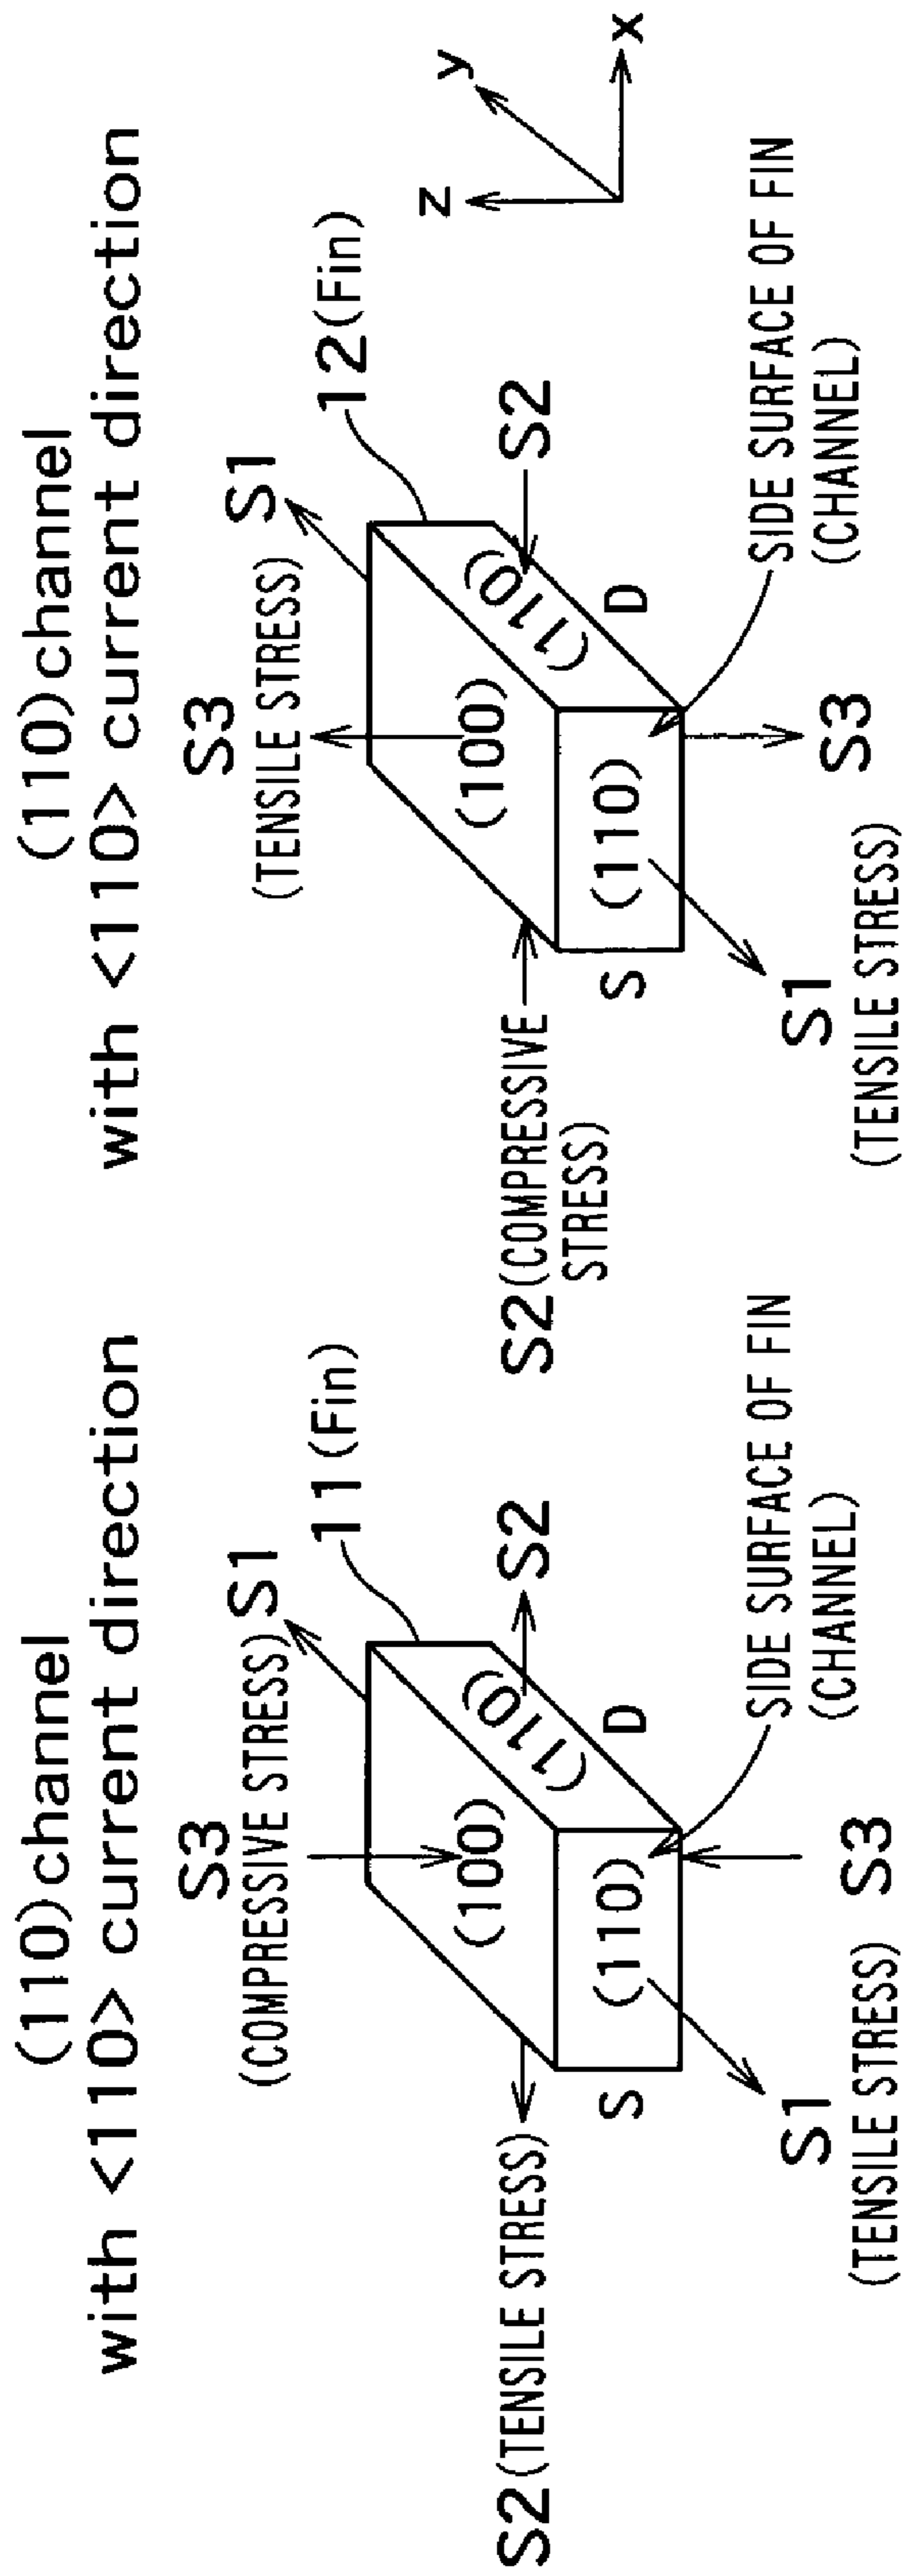 (110)channel
with <110> current direction
S3
(COMPRESSIVE STRESS)
S1
11(Fin)
(100)
(110)
S2
S2(TENSILE STRESS)
(110)
S
D
S1
(TENSILE STRESS)
S3
SIDE SURFACE OF FIN
(CHANNEL)
(110)channel
with <110> current direction
S3
(TENSILE STRESS)
S1
12(Fin)
(100)
(110)
S2
S2(COMPRESSIVE
STRESS)
(110)
S
D
S1
(TENSILE STRESS)
S3
SIDE SURFACE OF FIN
(CHANNEL)
z
y
x